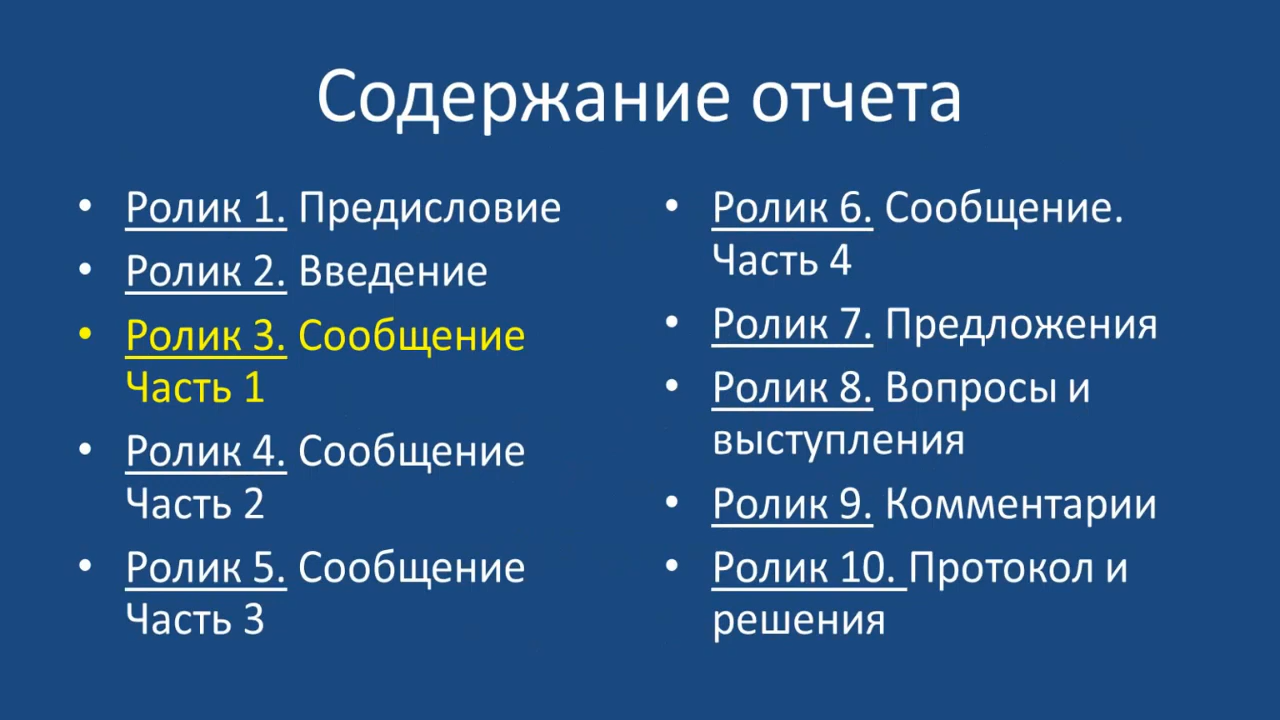 Содержание отчета
• Ролик 1. Предисловие
• Ролик 2. Введение
• Ролик 3. Сообщение
Часть 1
• Ролик 4. Сообщение
Часть 2
• Ролик 5. Сообщение
Часть 3
• Ролик 6. Сообщение.
Часть 4
• Ролик 7. Предложения
• Ролик 8. Вопросы и
выступления
• Ролик 9. Комментарии
• Ролик 10. Протокол и
решения